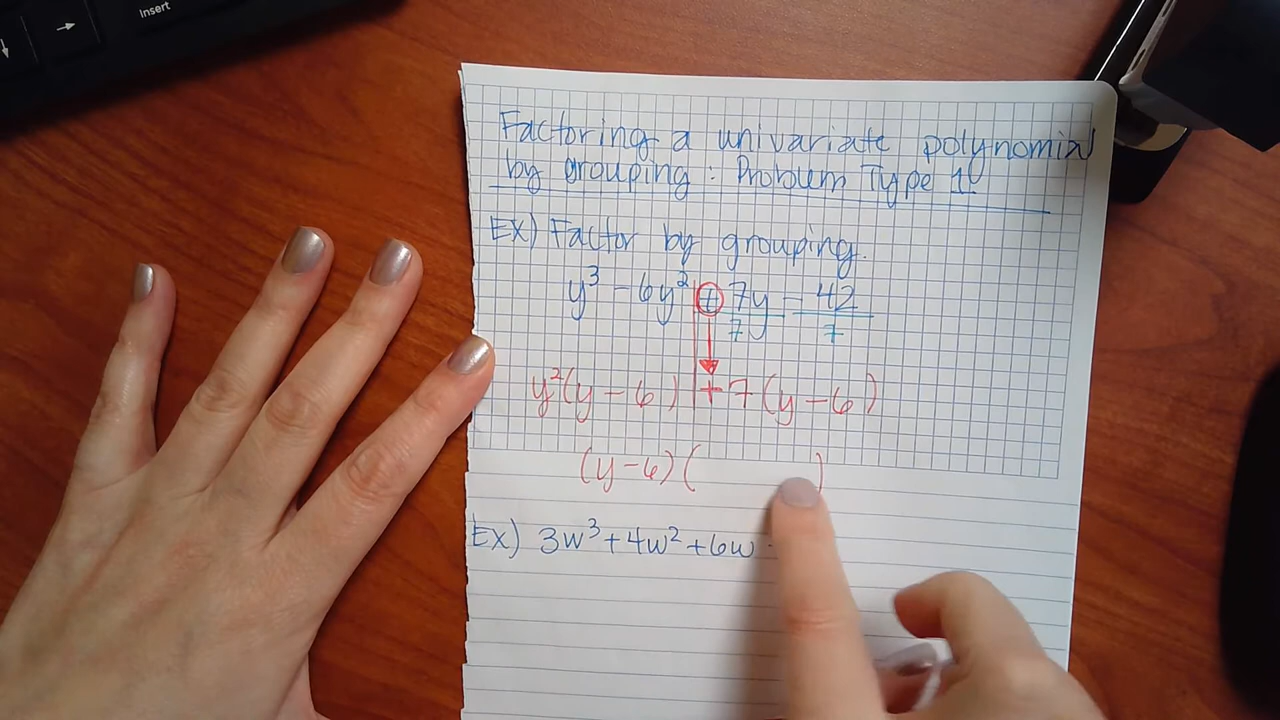 Insert
Factoring a univariate polynomial
by grouping : Problem Type 1
Ex) Factor by grouping.
y³ - 6y² + 7y - 42
7y 7
y²(y - 6) + 7(y - 6)
(y-6)( )
Ex) 3w³+4w²+6w